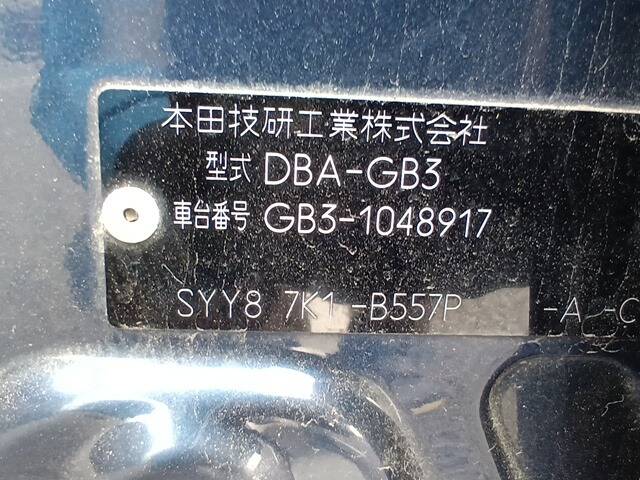 本田技研工業株式会社
型式 DBA-GB3
車台番号 GB3-1048917
SYY8 7K1 -B557P -A -C